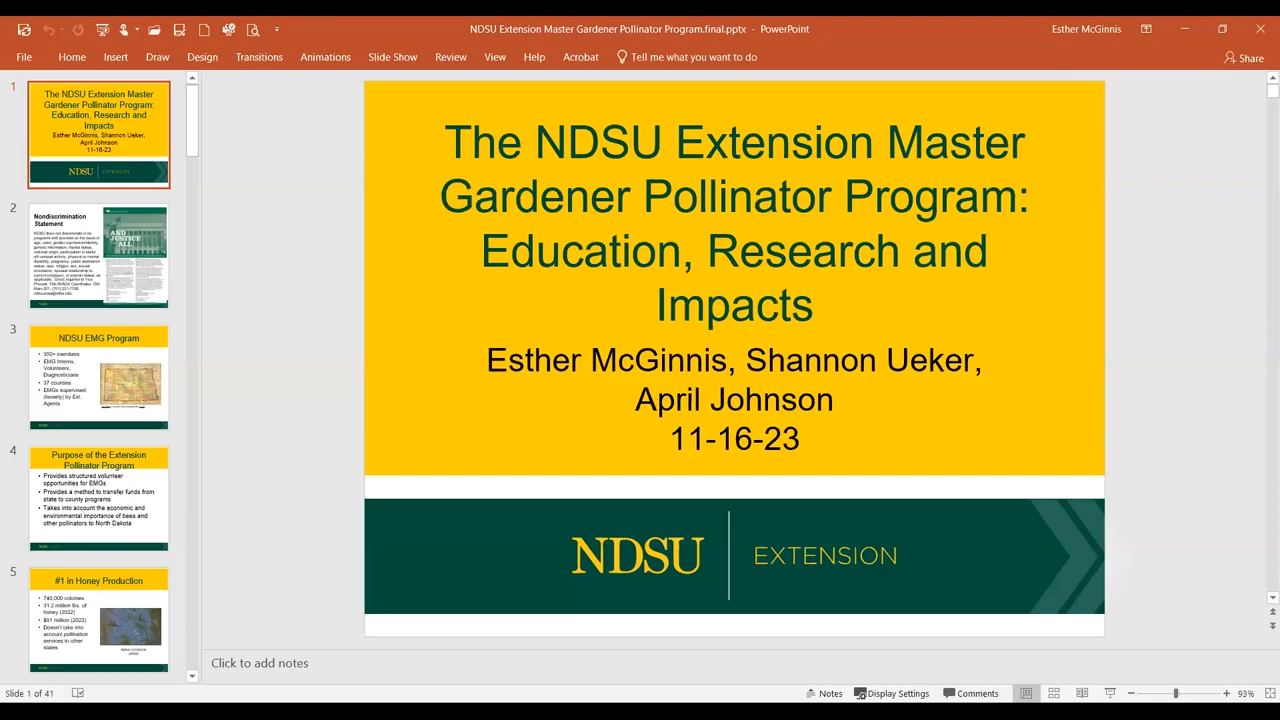 NDSU Extension Master Gardener Pollinator Program.final.pptx - PowerPoint
Esther McGinnis
File Home Insert Draw Design Transitions Animations Slide Show Review View Help Acrobat Tell me what you want to do
Share
1
The NDSU Extension Master
Gardener Pollinator Program:
Education, Research and
Impacts
Esther McGinnis, Shannon Ueker,
April Johnson
11-16-23
NDSU EXTENSION
2
Nondiscrimination
Statement
AND
JUSTICE
ALL
3
NDSU EMG Program
• 350+ members
• EMG Interns,
Volunteers,
Diagnosticians
• 37 counties
• EMGs supervised
(loosely) by Ext.
Agents
4
Purpose of the Extension
Pollinator Program
• Provides structured volunteer
opportunities for EMGs
• Provides a method to transfer funds from
state to county programs
• Takes into account the economic and
environmental importance of bees and
other pollinators to North Dakota
5
#1 in Honey Production
• 740,000 colonies
• 31.2 million lbs. of
honey (2022)
• $81 million (2022)
• Doesn't take into
account pollination
services in other
states
The NDSU Extension Master
Gardener Pollinator Program:
Education, Research and
Impacts
Esther McGinnis, Shannon Ueker,
April Johnson
11-16-23
NDSU EXTENSION
Click to add notes
Slide 1 of 41
Notes Display Settings Comments
93%